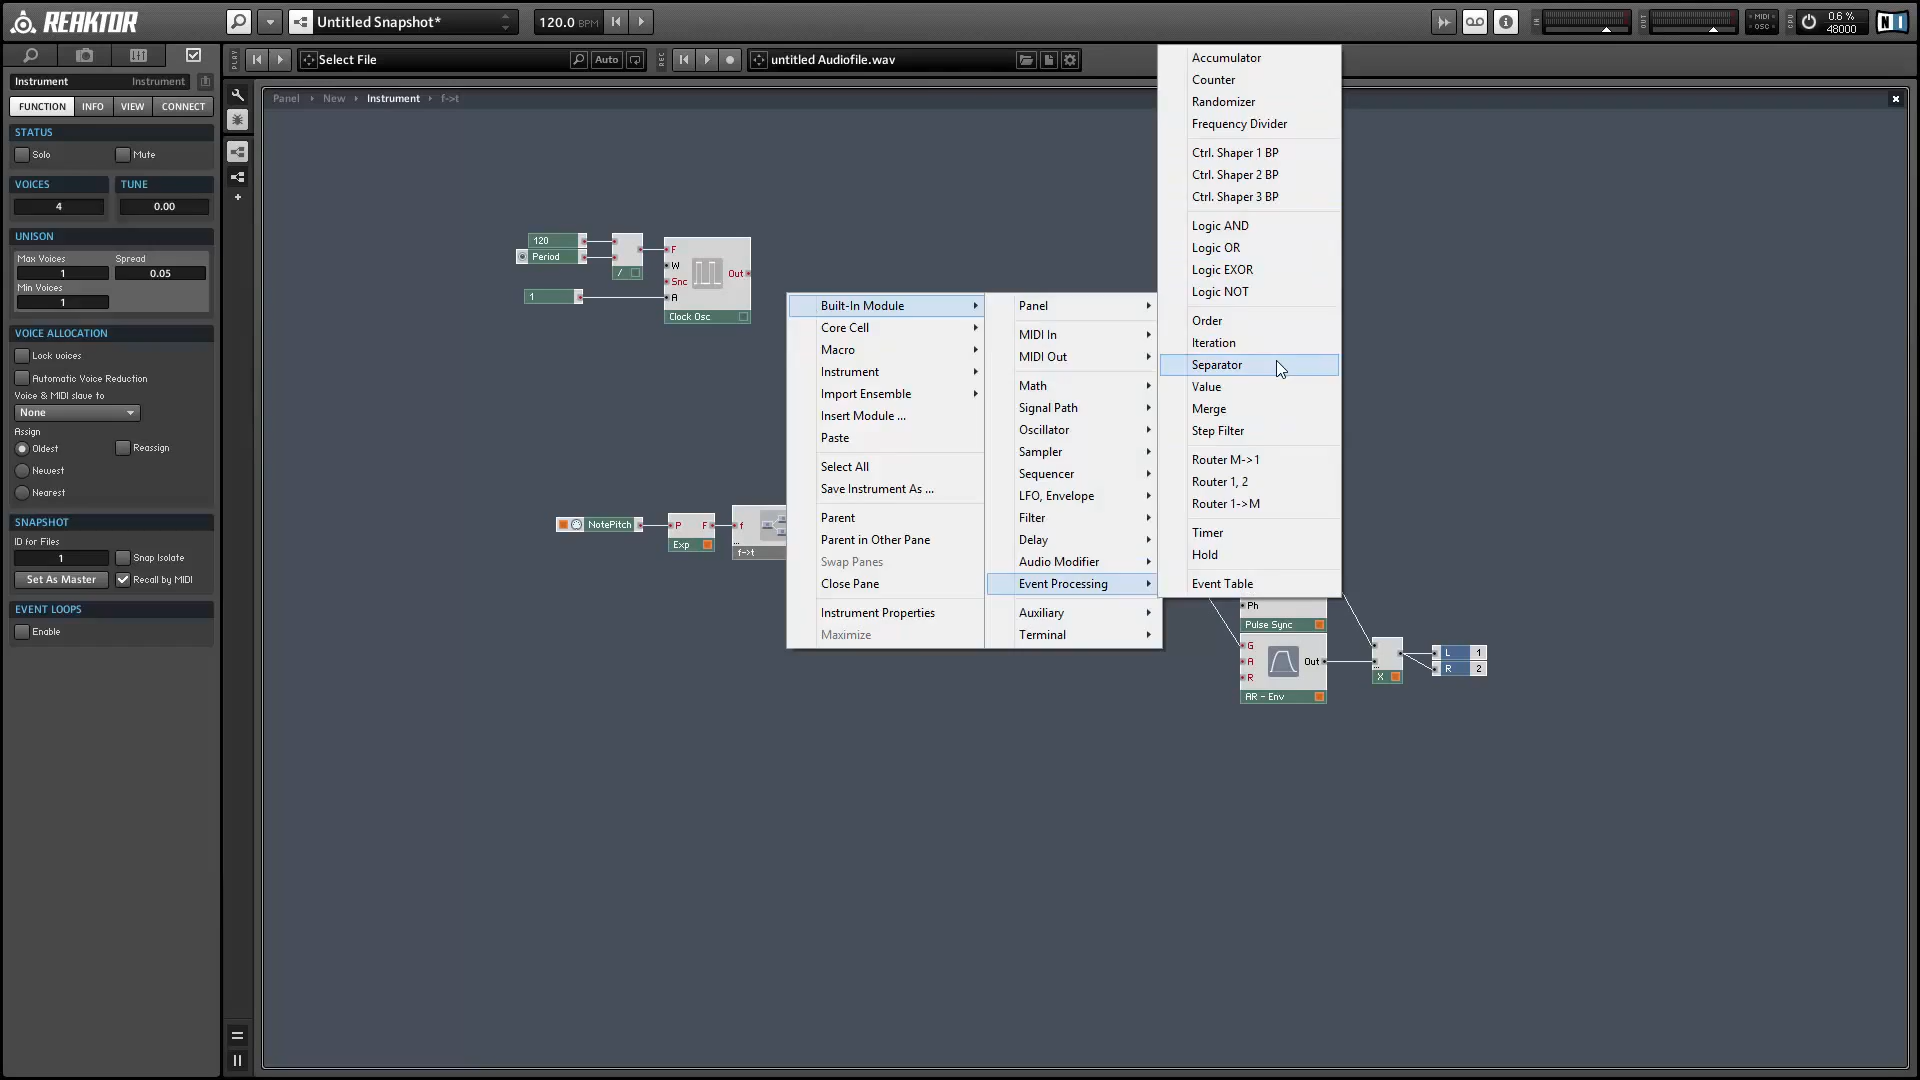 REAKTOR
Untitled Snapshot*
120.0 BPM
MIDI
OSC
CPU
0.6 %
48000
IN
OUT
PLAY
Select File
Auto
REC
untitled Audiofile.wav
Instrument
Instrument
FUNCTION
INFO
VIEW
CONNECT
STATUS
Solo
Mute
VOICES
TUNE
4
0.00
UNISON
Max Voices
Spread
1
0.05
Min Voices
1
VOICE ALLOCATION
Lock voices
Automatic Voice Reduction
Voice & MIDI slave to
None
Assign
Oldest
Reassign
Newest
Nearest
SNAPSHOT
ID for Files
1
Snap Isolate
Set As Master
Recall by MIDI
EVENT LOOPS
Enable
Panel
New
Instrument
f->t
120
Period
/
1
F
W
Snc
A
Out
Clock Osc
NotePitch
P
F
Exp
f
f->t
Built-In Module
Core Cell
Macro
Instrument
Import Ensemble
Insert Module ...
Paste
Select All
Save Instrument As ...
Parent
Parent in Other Pane
Swap Panes
Close Pane
Instrument Properties
Maximize
Panel
MIDI In
MIDI Out
Math
Signal Path
Oscillator
Sampler
Sequencer
LFO, Envelope
Filter
Delay
Audio Modifier
Event Processing
Auxiliary
Terminal
Accumulator
Counter
Randomizer
Frequency Divider
Ctrl. Shaper 1 BP
Ctrl. Shaper 2 BP
Ctrl. Shaper 3 BP
Logic AND
Logic OR
Logic EXOR
Logic NOT
Order
Iteration
Separator
Value
Merge
Step Filter
Router M->1
Router 1, 2
Router 1->M
Timer
Hold
Event Table
Ph
Pulse Sync
G
A
R
Out
AR - Env
X
L 1
R 2